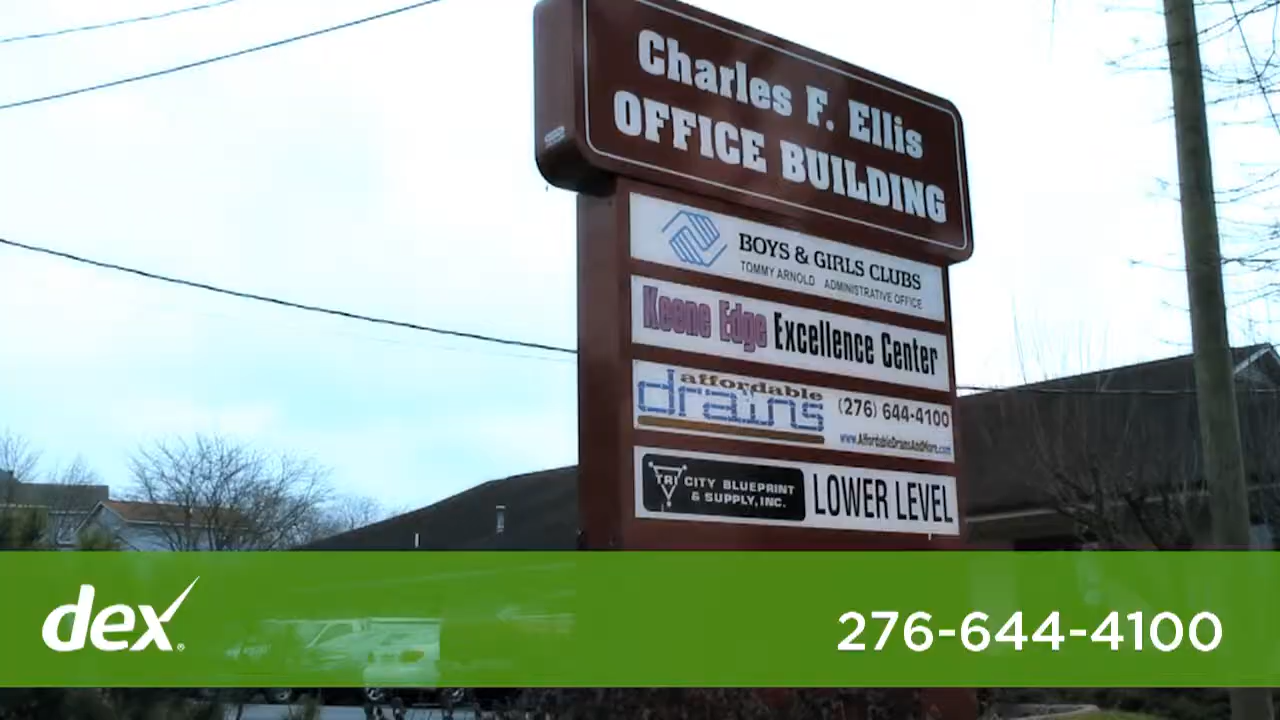 Charles F. Ellis
OFFICE BUILDING
BOYS & GIRLS CLUBS
TOMMY ARNOLD ADMINISTRATIVE OFFICE
Keene Edge Excellence Center
affordable
drains
(276) 644-4100
www.AffordableDrainsAndMore.com
TRI CITY BLUEPRINT
& SUPPLY, INC.
LOWER LEVEL
dex®
276-644-4100